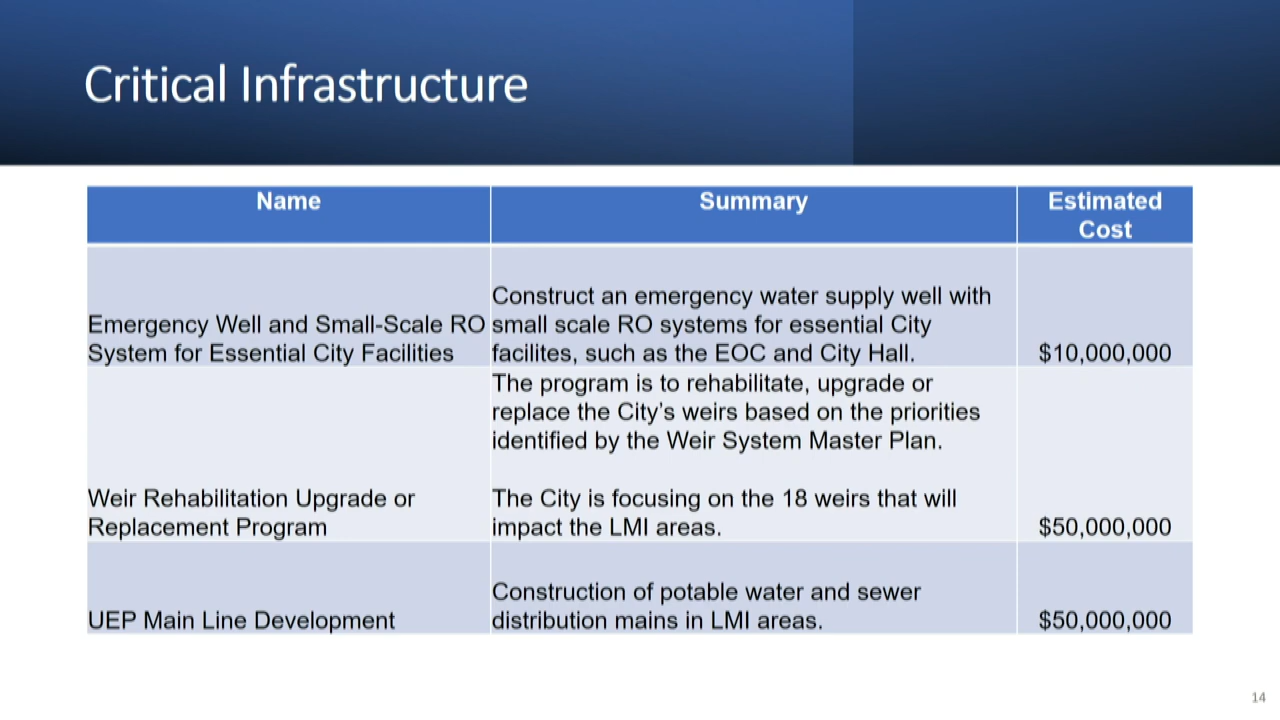 Critical Infrastructure
Name
Summary
Estimated
Cost
Emergency Well and Small-Scale RO
System for Essential City Facilities
Construct an emergency water supply well with
small scale RO systems for essential City
facilites, such as the EOC and City Hall.
$10,000,000
Weir Rehabilitation Upgrade or
Replacement Program
The program is to rehabilitate, upgrade or
replace the City’s weirs based on the priorities
identified by the Weir System Master Plan.
The City is focusing on the 18 weirs that will
impact the LMI areas.
$50,000,000
UEP Main Line Development
Construction of potable water and sewer
distribution mains in LMI areas.
$50,000,000
14